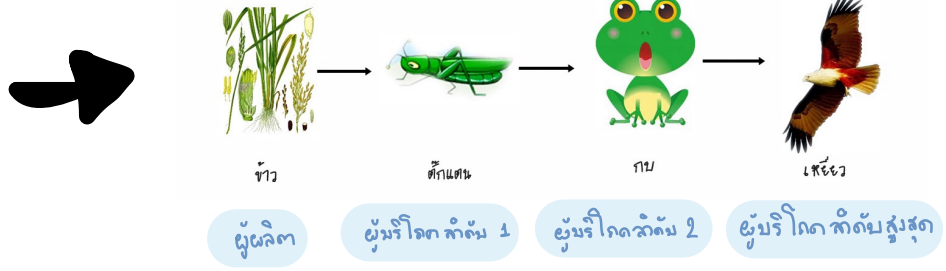 ข้าว ตั๊กแตน กบ เหยี่ยว
ผู้ผลิต ผู้บริโภค ลำดับ 1 ผู้บริโภคลำดับ 2 ผู้บริโภค ลำดับสูงสุด